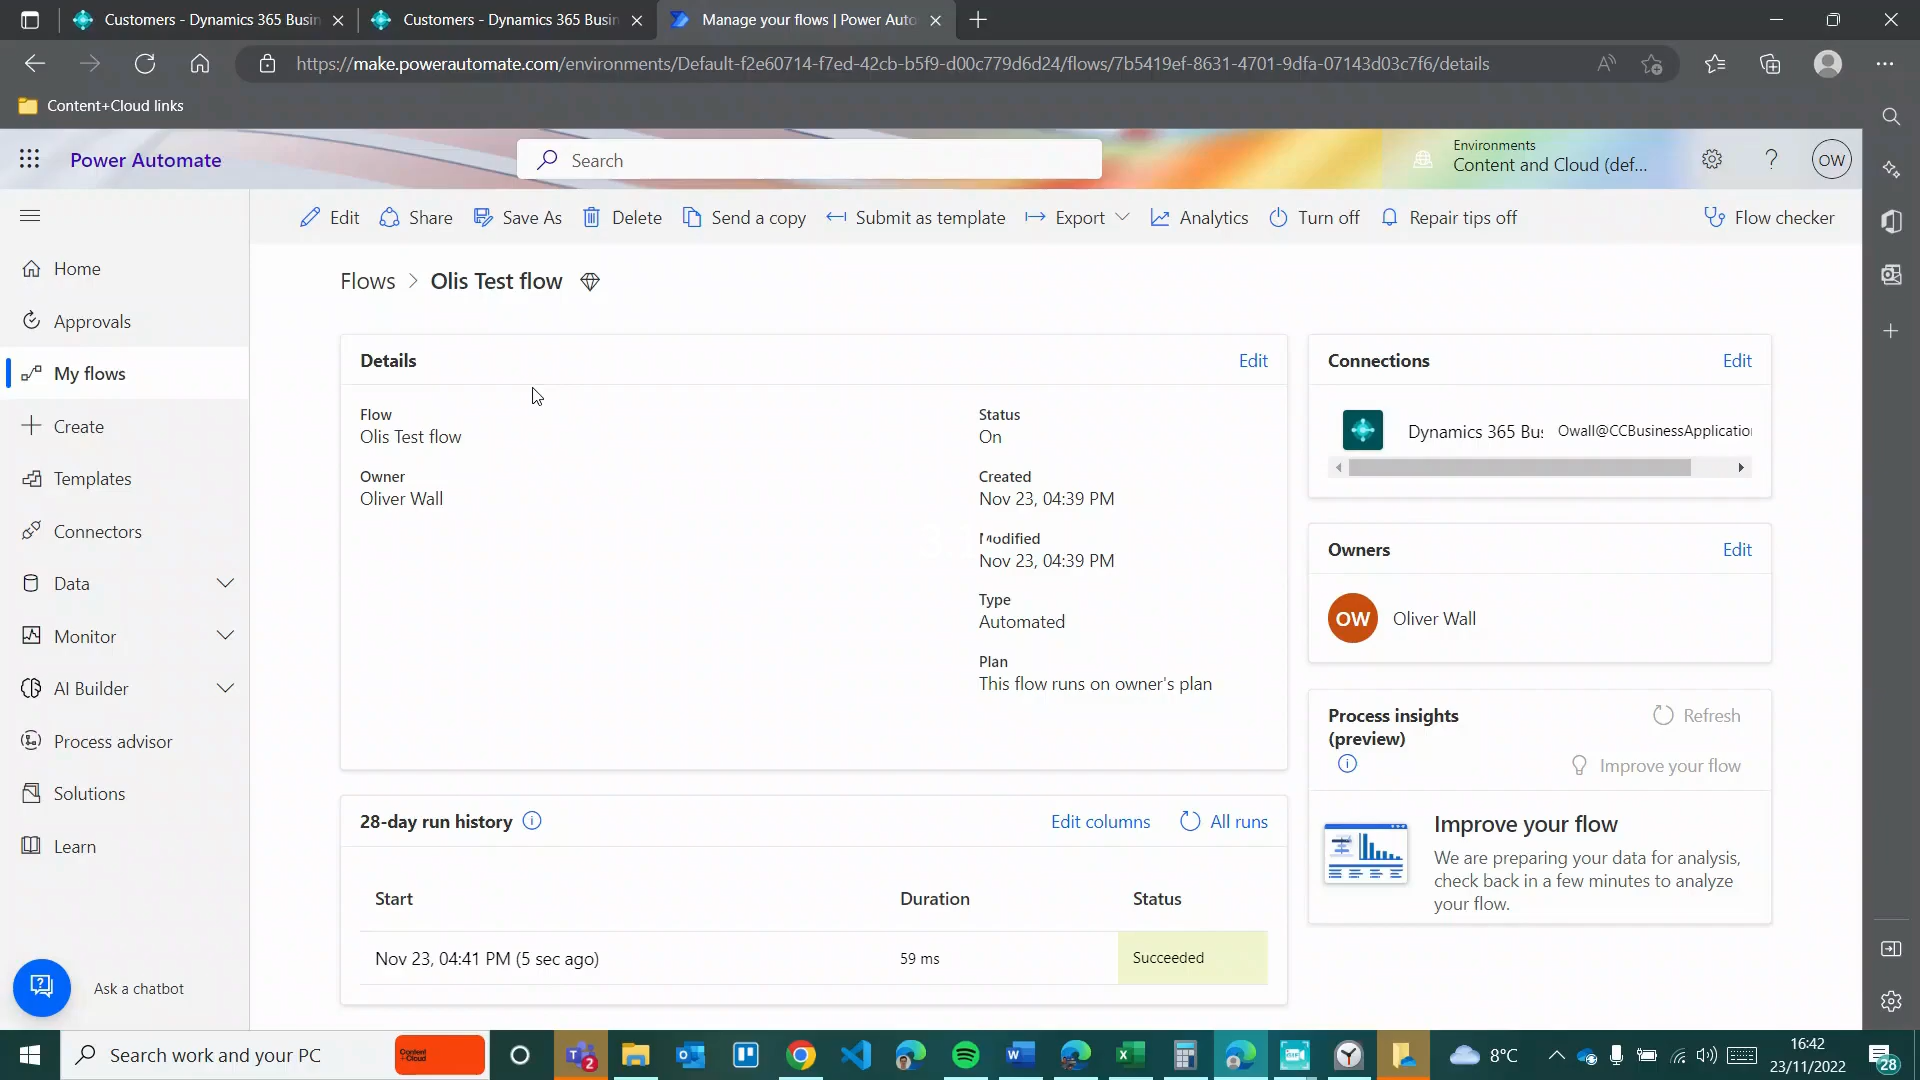 Customers - Dynamics 365 Busin
Customers - Dynamics 365 Busin
Manage your flows | Power Auto
https://make.powerautomate.com/environments/Default-f2e60714-f7ed-42cb-b5f9-d00c779d6d24/flows/7b5419ef-8631-4701-9dfa-07143d03c7f6/details
Content+Cloud links
Power Automate
Search
Environments
Content and Cloud (def...
OW
Edit
Share
Save As
Delete
Send a copy
Submit as template
Export
Analytics
Turn off
Repair tips off
Flow checker
Home
Approvals
My flows
Create
Templates
Connectors
Data
Monitor
AI Builder
Process advisor
Solutions
Learn
Ask a chatbot
Flows > Olis Test flow
Details
Edit
Flow
Olis Test flow
Owner
Oliver Wall
Status
On
Created
Nov 23, 04:39 PM
Modified
Nov 23, 04:39 PM
Type
Automated
Plan
This flow runs on owner's plan
28-day run history
Edit columns
All runs
Start
Duration
Status
Nov 23, 04:41 PM (5 sec ago)
59 ms
Succeeded
Connections
Edit
Dynamics 365 Bu
Owall@CCBusinessApplication
Owners
Edit
OW
Oliver Wall
Process insights
(preview)
Refresh
Improve your flow
Improve your flow
We are preparing your data for analysis,
check back in a few minutes to analyze
your flow.
Search work and your PC
Content
+Cloud
2
8°C
16:42
23/11/2022
28